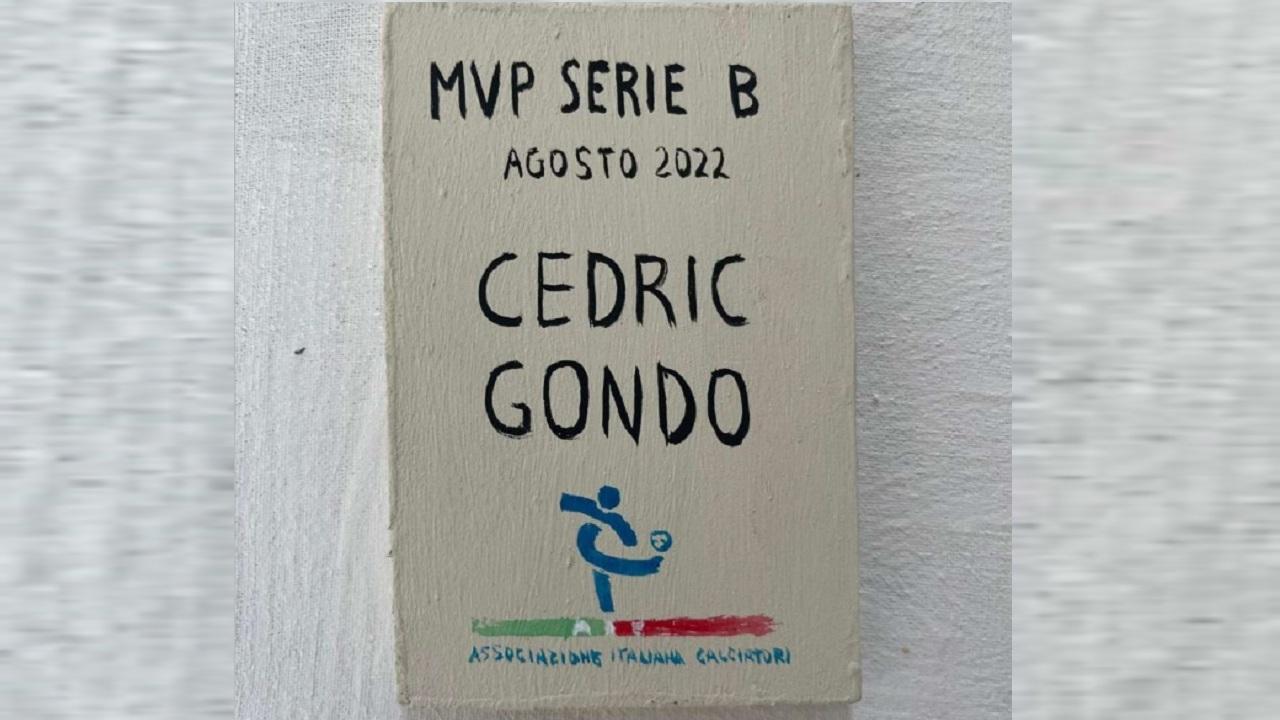 MVP SERIE B
AGOSTO 2022
CEDRIC
GONDO
ASSOCIAZIONE ITALIANA CALCIATORI